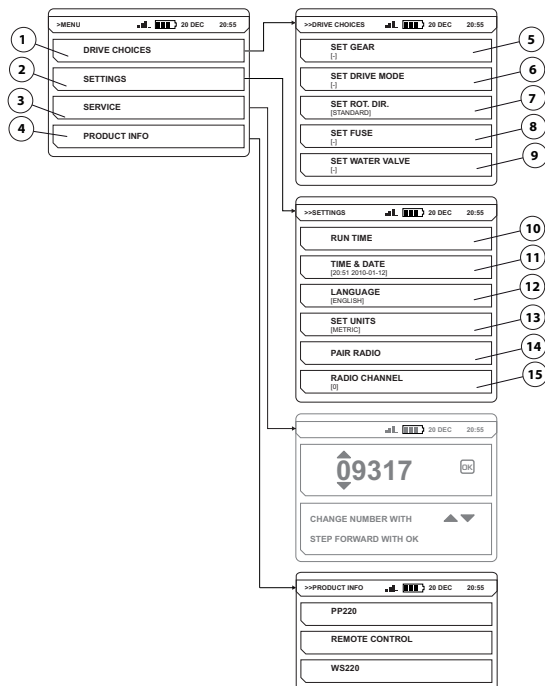 >MENU 20 DEC 20:55
1 DRIVE CHOICES
2 SETTINGS
3 SERVICE
4 PRODUCT INFO
>>DRIVE CHOICES 20 DEC 20:55
SET GEAR 5
[-]
SET DRIVE MODE 6
[-]
SET ROT. DIR. 7
[STANDARD]
SET FUSE 8
[-]
SET WATER VALVE 9
[-]
>>SETTINGS 20 DEC 20:55
RUN TIME 10
TIME & DATE 11
[20:51 2010-01-12]
LANGUAGE 12
[ENGLISH]
SET UNITS 13
[METRIC]
PAIR RADIO 14
RADIO CHANNEL 15
[0]
20 DEC 20:55
09317 OK
CHANGE NUMBER WITH
STEP FORWARD WITH OK
>>PRODUCT INFO 20 DEC 20:55
PP220
REMOTE CONTROL
WS220